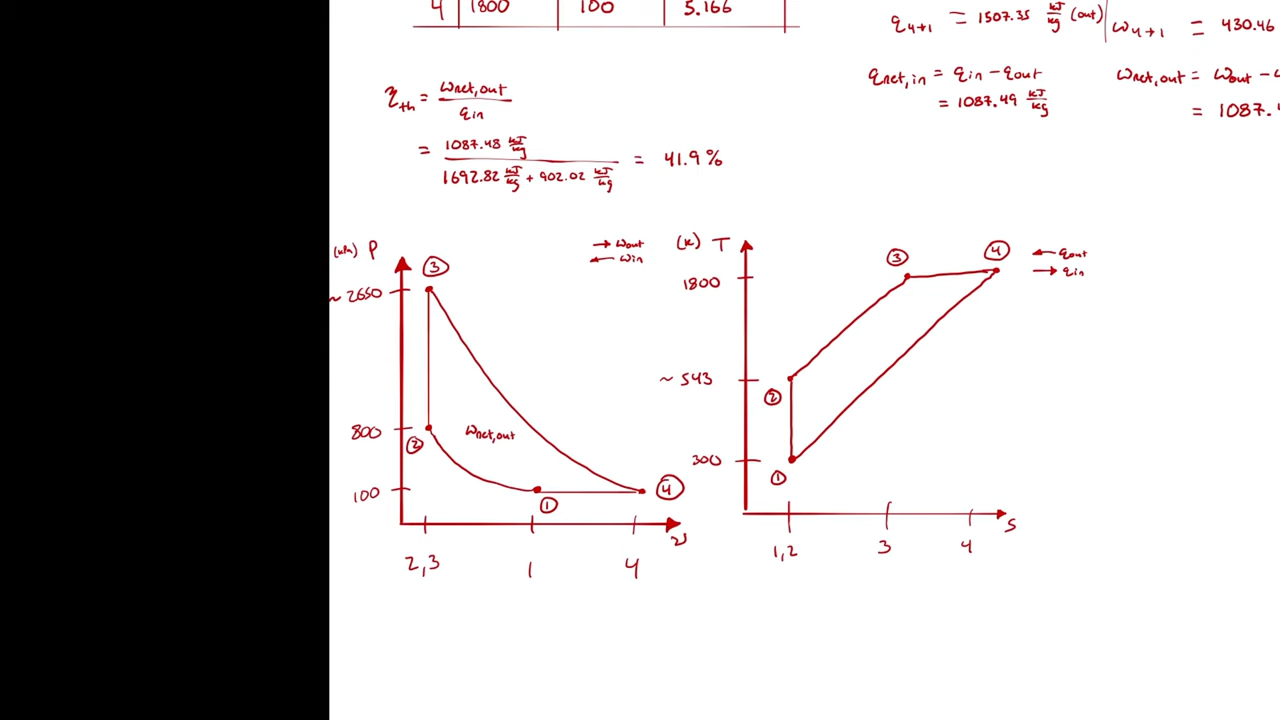 4 1800 100 5.166
q4→1 = 1507.35 kJ/kg (out)
w4→1 = 430.46
ηth = wnet,out / qin
= 1087.48 kJ/kg / 1692.82 kJ/kg + 902.02 kJ/kg = 41.9%
qnet,in = qin - qout
= 1087.49 kJ/kg
wnet,out = wout -
= 1087.4
(kPa) P
→ wout
← win
3
~ 2650
800
2
wnet,out
100
1
4
v
2,3 1 4
(K) T
← qout
→ qin
3
4
1800
~ 543
2
300
1
s
1,2 3 4